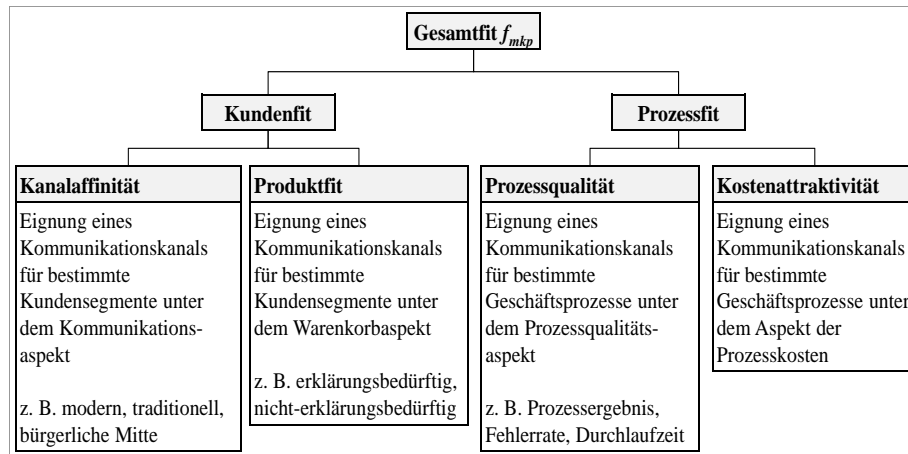 Gesamtfit f_mkp
Kundenfit
Prozessfit
Kanalaffinität
Eignung eines
Kommunikationskanals
für bestimmte
Kundensegmente unter
dem Kommunikations-
aspekt
z. B. modern, traditionell,
bürgerliche Mitte
Produktfit
Eignung eines
Kommunikationskanals
für bestimmte
Kundensegmente unter
dem Warenkorbaspekt
z. B. erklärungsbedürftig,
nicht-erklärungsbedürftig
Prozessqualität
Eignung eines
Kommunikationskanals
für bestimmte
Geschäftsprozesse unter
dem Prozessqualitäts-
aspekt
z. B. Prozessergebnis,
Fehlerrate, Durchlaufzeit
Kostenattraktivität
Eignung eines
Kommunikationskanals
für bestimmte
Geschäftsprozesse unter
dem Aspekt der
Prozesskosten